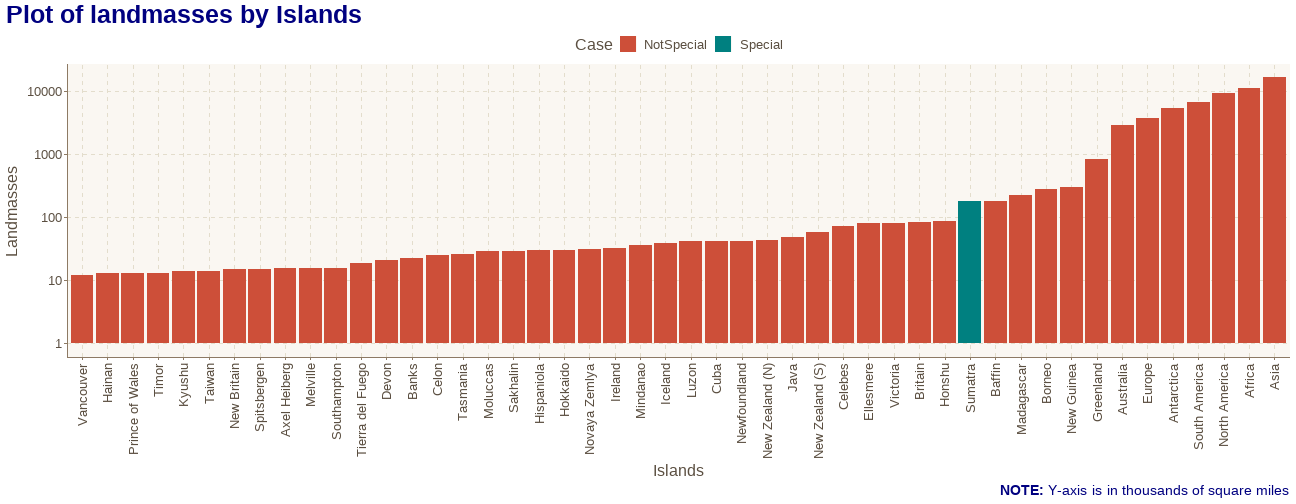 Plot of landmasses by Islands
Case NotSpecial Special
Landmasses
10000
1000
100
10
1
Vancouver
Hainan
Prince of Wales
Timor
Kyushu
Taiwan
New Britain
Spitsbergen
Axel Heiberg
Melville
Southampton
Tierra del Fuego
Devon
Banks
Celon
Tasmania
Moluccas
Sakhalin
Hispaniola
Hokkaido
Novaya Zemlya
Ireland
Mindanao
Iceland
Luzon
Cuba
Newfoundland
New Zealand (N)
Java
New Zealand (S)
Celebes
Ellesmere
Victoria
Britain
Honshu
Sumatra
Baffin
Madagascar
Borneo
New Guinea
Greenland
Australia
Europe
Antarctica
South America
North America
Africa
Asia
Islands
NOTE: Y-axis is in thousands of square miles